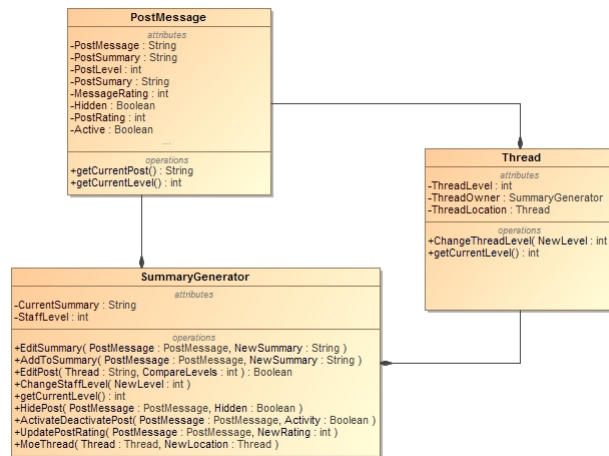 PostMessage
attributes
-PostMessage : String
-PostSummary : String
-PostLevel : int
-PostSumary : String
-MessageRating : int
-Hidden : Boolean
-PostRating : int
-Active : Boolean
...
operations
+getCurrentPost() : String
+getCurrentLevel() : int
Thread
attributes
-ThreadLevel : int
-ThreadOwner : SummaryGenerator
-ThreadLocation : Thread
operations
+ChangeThreadLevel( NewLevel : int
+getCurrentLevel() : int
SummaryGenerator
attributes
-CurrentSummary : String
-StaffLevel : int
operations
+EditSummary( PostMessage : PostMessage, NewSummary : String )
+AddToSummary( PostMessage : PostMessage, NewSummary : String )
+EditPost( Thread : String, CompareLevels : int ) : Boolean
+ChangeStaffLevel( NewLevel : int )
+getCurrentLevel() : int
+HidePost( PostMessage : PostMessage, Hidden : Boolean )
+ActivateDeactivatePost( PostMessage : PostMessage, Activity : Boolean )
+UpdatePostRating( PostMessage : PostMessage, NewRating : int )
+MoeThread( Thread : Thread, NewLocation : Thread )